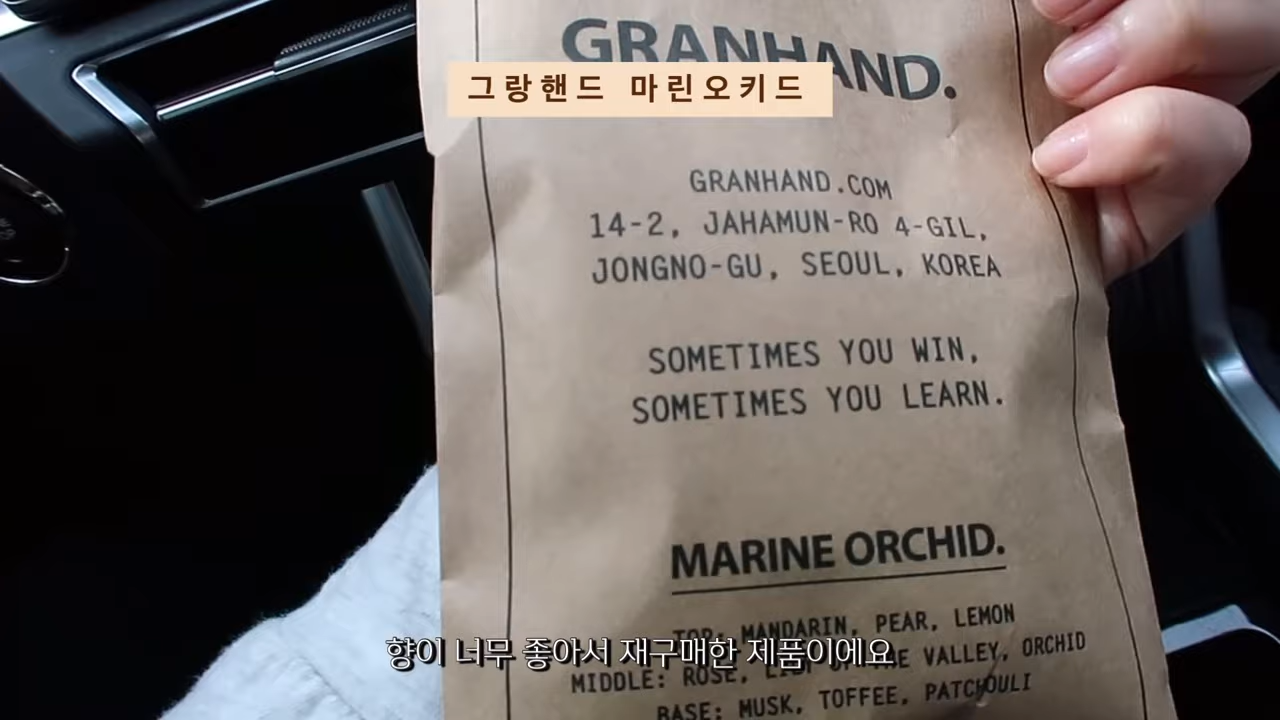 GRANHAND.
그랑핸드 마린오키드
GRANHAND.COM
14-2, JAHAMUN-RO 4-GIL,
JONGNO-GU, SEOUL, KOREA
SOMETIMES YOU WIN,
SOMETIMES YOU LEARN.
MARINE ORCHID.
TOP: MANDARIN, PEAR, LEMON
향이 너무 좋아서 재구매한 제품이에요
MIDDLE: ROSE, VALLEY, ORCHID
BASE: MUSK, TOFFEE, PATCHOULI